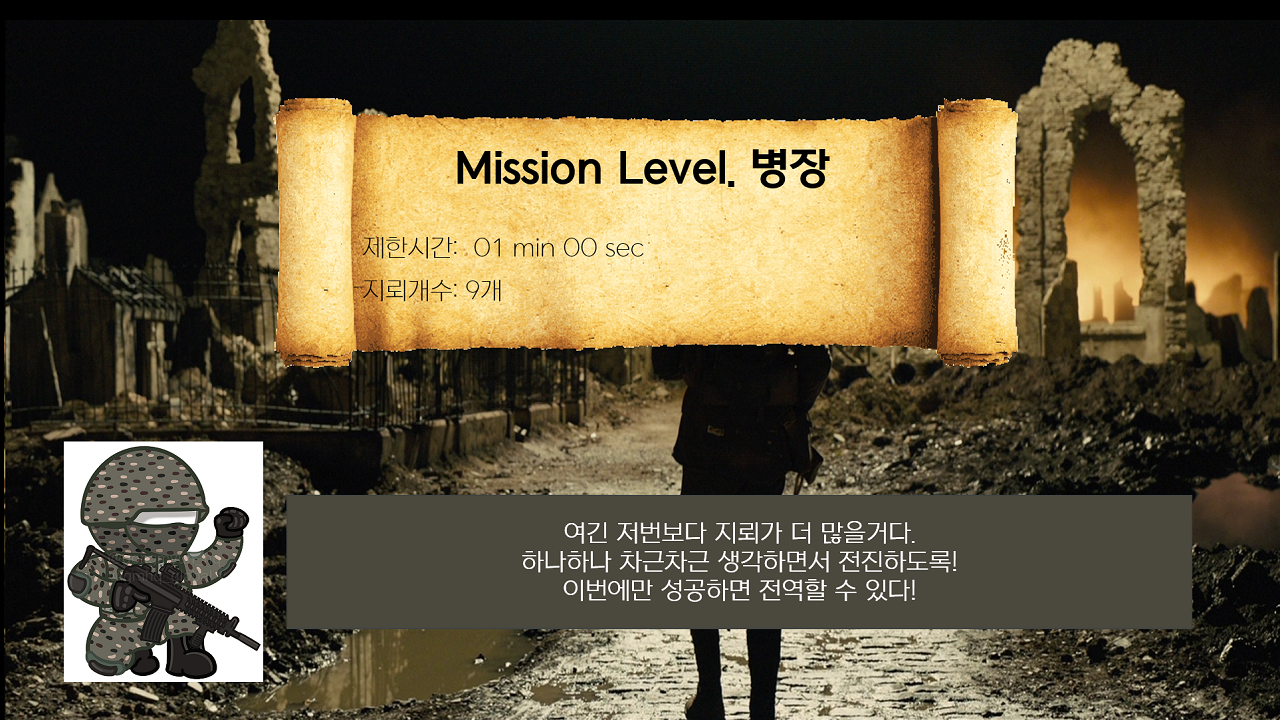 Mission Level. 병장
제한시간: 01 min 00 sec
지뢰개수: 9개
여긴 저번보다 지뢰가 더 많을거다.
하나하나 차근차근 생각하면서 전진하도록!
이번에만 성공하면 전역할 수 있다!